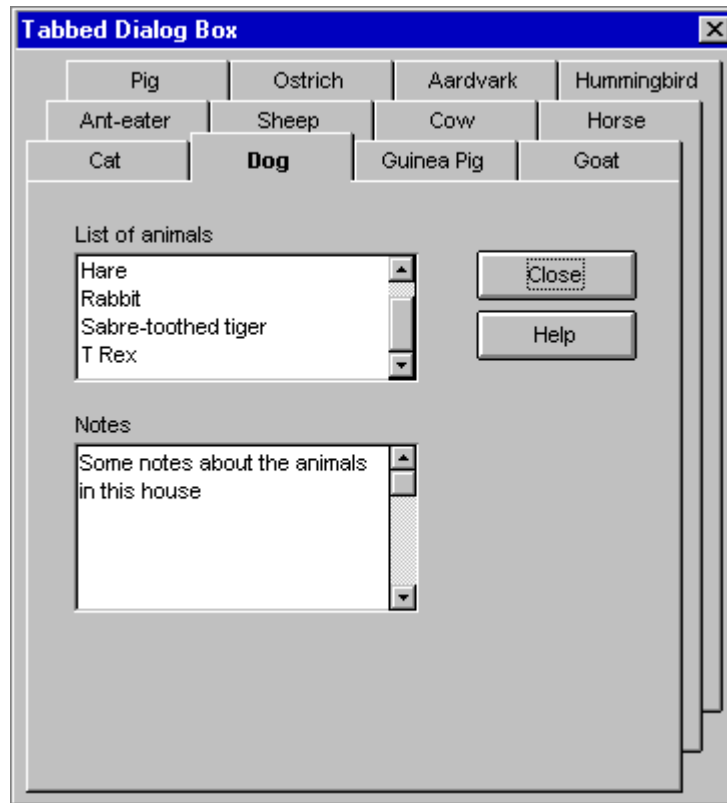 Tabbed Dialog Box
Pig Ostrich Aardvark Hummingbird
Ant-eater Sheep Cow Horse
Cat Dog Guinea Pig Goat
List of animals
Hare
Rabbit
Sabre-toothed tiger
T Rex
Close
Help
Notes
Some notes about the animals
in this house